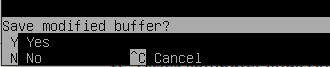 Save modified buffer?
Y Yes
N No ^C Cancel